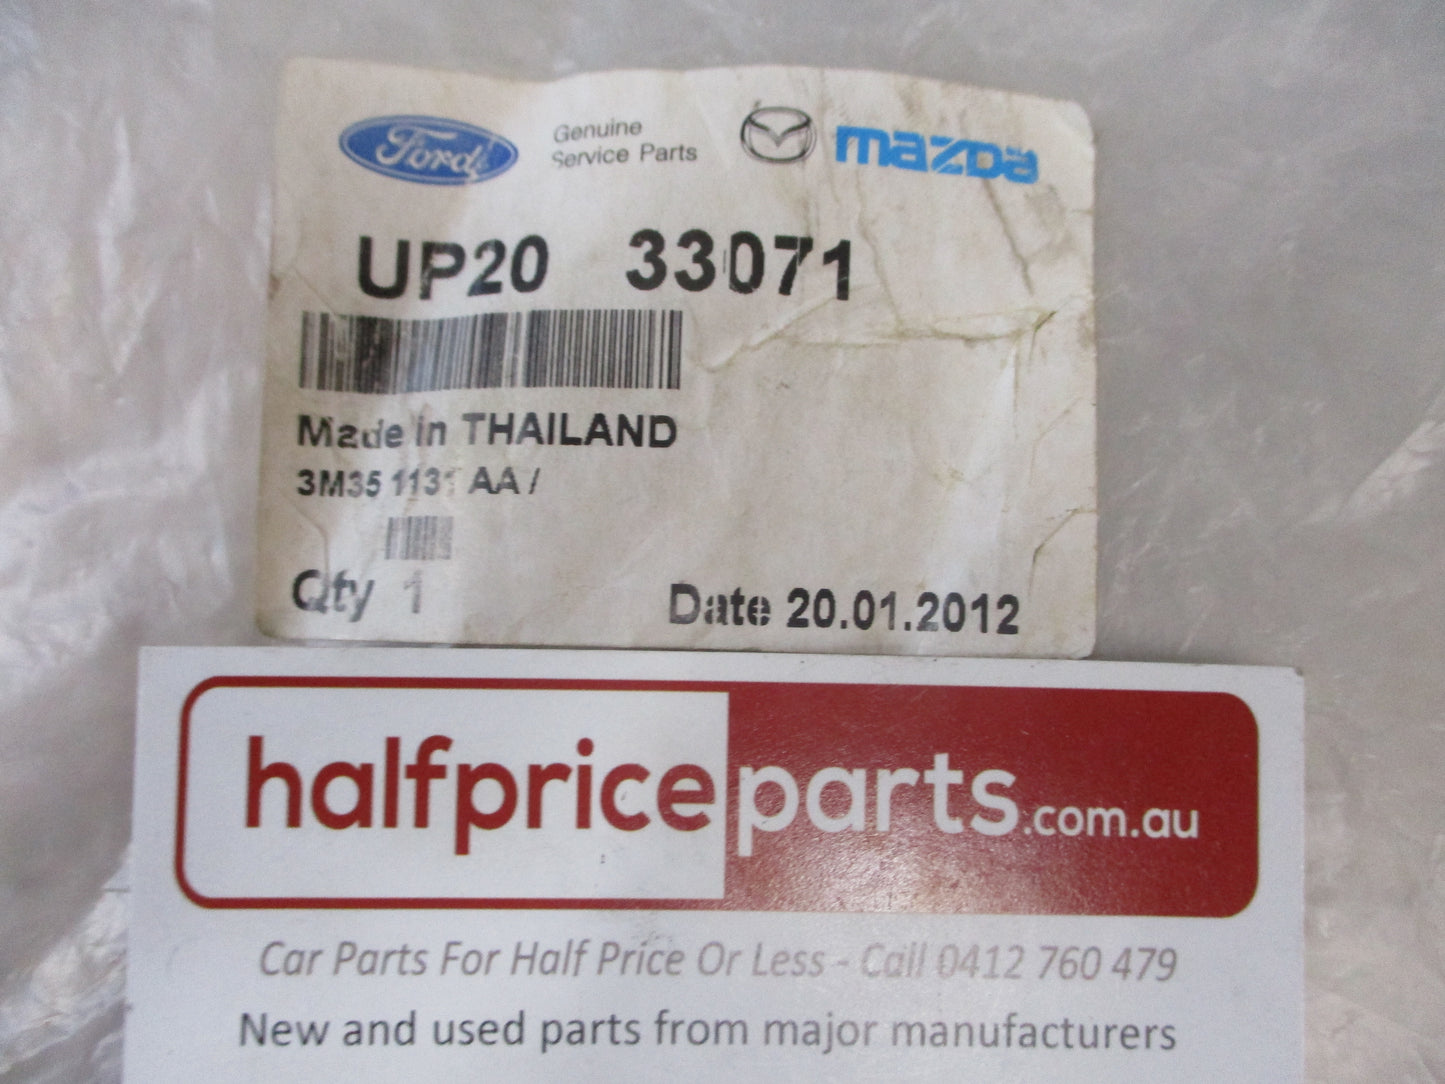 Ford
Genuine
Service Parts
mazda
UP20 33071
Made in THAILAND
3M35 1131 AA /
Qty 1
Date 20.01.2012
halfpriceparts.com.au
Car Parts For Half Price Or Less - Call 0412 760 479
New and used parts from major manufacturers